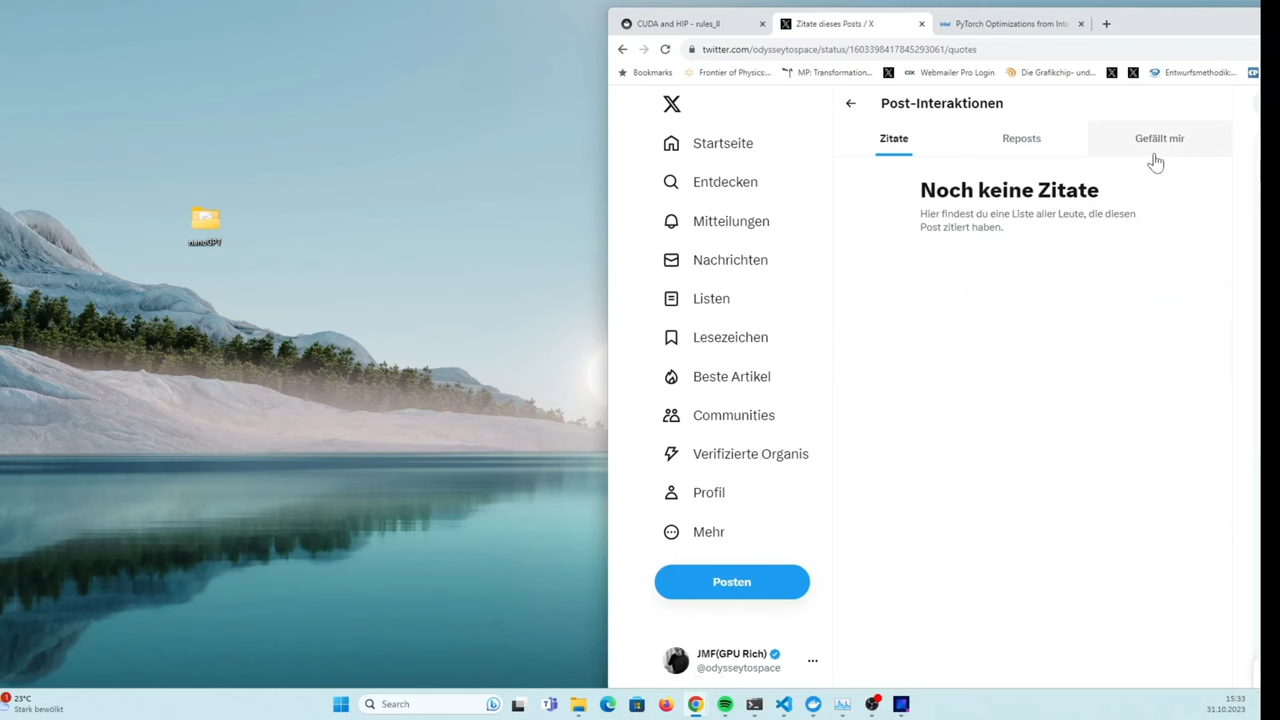 CUDA and HIP - rules_ll
Zitate dieses Posts / X
PyTorch Optimizations from Inte
twitter.com/odysseytospace/status/1603398417845293061/quotes
Bookmarks
Frontier of Physics:...
MP: Transformation...
Webmailer Pro Login
Die Grafikchip- und...
Entwurfsmethodik:...
Post-Interaktionen
Zitate
Reposts
Gefällt mir
Noch keine Zitate
Hier findest du eine Liste aller Leute, die diesen
Post zitiert haben.
Startseite
Entdecken
Mitteilungen
Nachrichten
Listen
Lesezeichen
Beste Artikel
Communities
Verifizierte Organis
Profil
Mehr
Posten
JMF(GPU Rich)
@odysseytospace
nanoGPT
1
23°C
Stark bewölkt
Search
15:33
31.10.2023